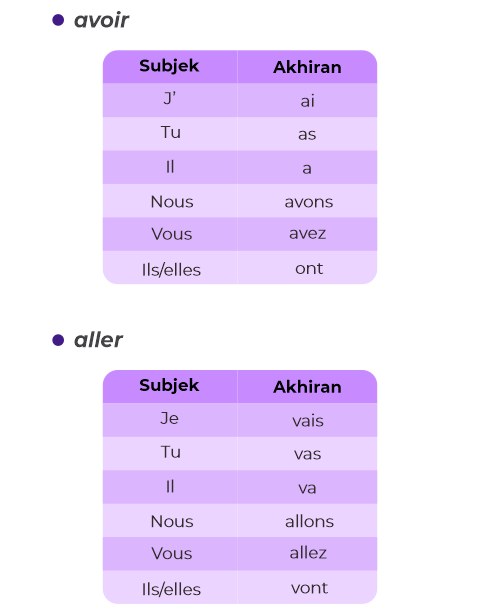 avoir
Subjek Akhiran
J’ ai
Tu as
Il a
Nous avons
Vous avez
Ils/elles ont
aller
Subjek Akhiran
Je vais
Tu vas
Il va
Nous allons
Vous allez
Ils/elles vont